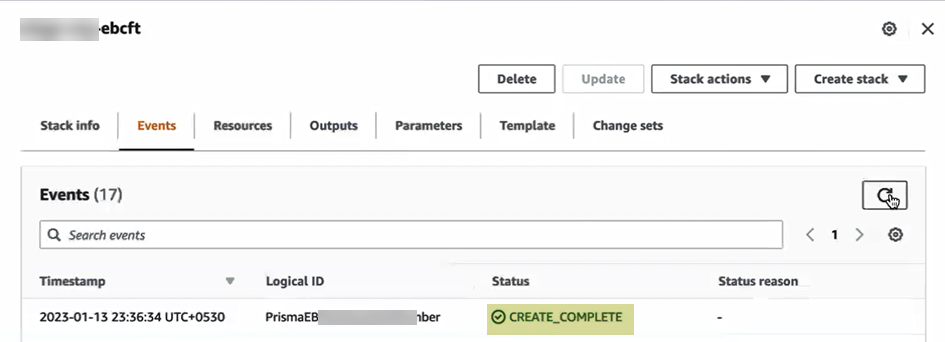 -ebcft
Delete Update Stack actions Create stack
Stack info Events Resources Outputs Parameters Template Change sets
Events (17)
Search events 1
Timestamp Logical ID Status Status reason
2023-01-13 23:36:34 UTC+0530 PrismaEB nber CREATE_COMPLETE -